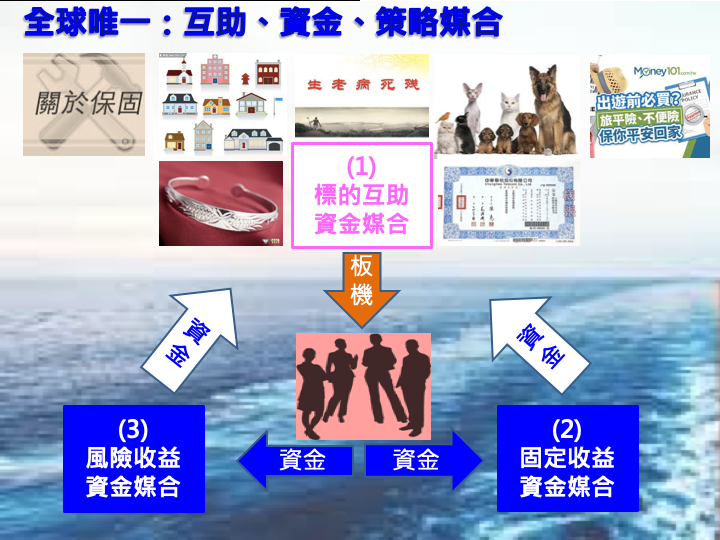 全球唯一：互助、資金、策略媒合
關於保固
生老病死殘
Money101.com.tw
出遊前必買?
旅平險、不便險
保你平安回家
INSURANCE
POLICY
(1)
標的互助
資金媒合
板
機
資金
資金
(3)
風險收益
資金媒合
資金
資金
(2)
固定收益
資金媒合